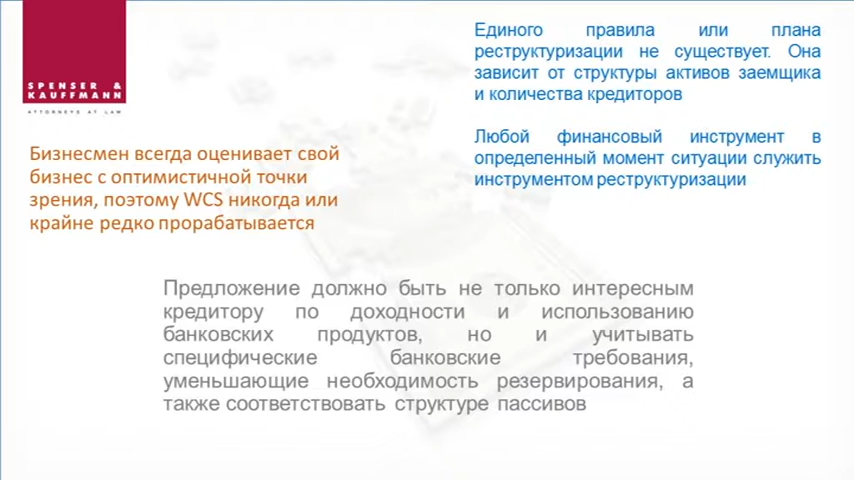 SPENSER &
KAUFFMANN
ATTORNEYS AT LAW
Единого правила или плана
реструктуризации не существует. Она
зависит от структуры активов заемщика
и количества кредиторов
Любой финансовый инструмент в
определенный момент ситуации служить
инструментом реструктуризации
Бизнесмен всегда оценивает свой
бизнес с оптимистичной точки
зрения, поэтому WCS никогда или
крайне редко прорабатывается
Предложение должно быть не только интересным
кредитору по доходности и использованию
банковских продуктов, но и учитывать
специфические банковские требования,
уменьшающие необходимость резервирования, а
также соответствовать структуре пассивов